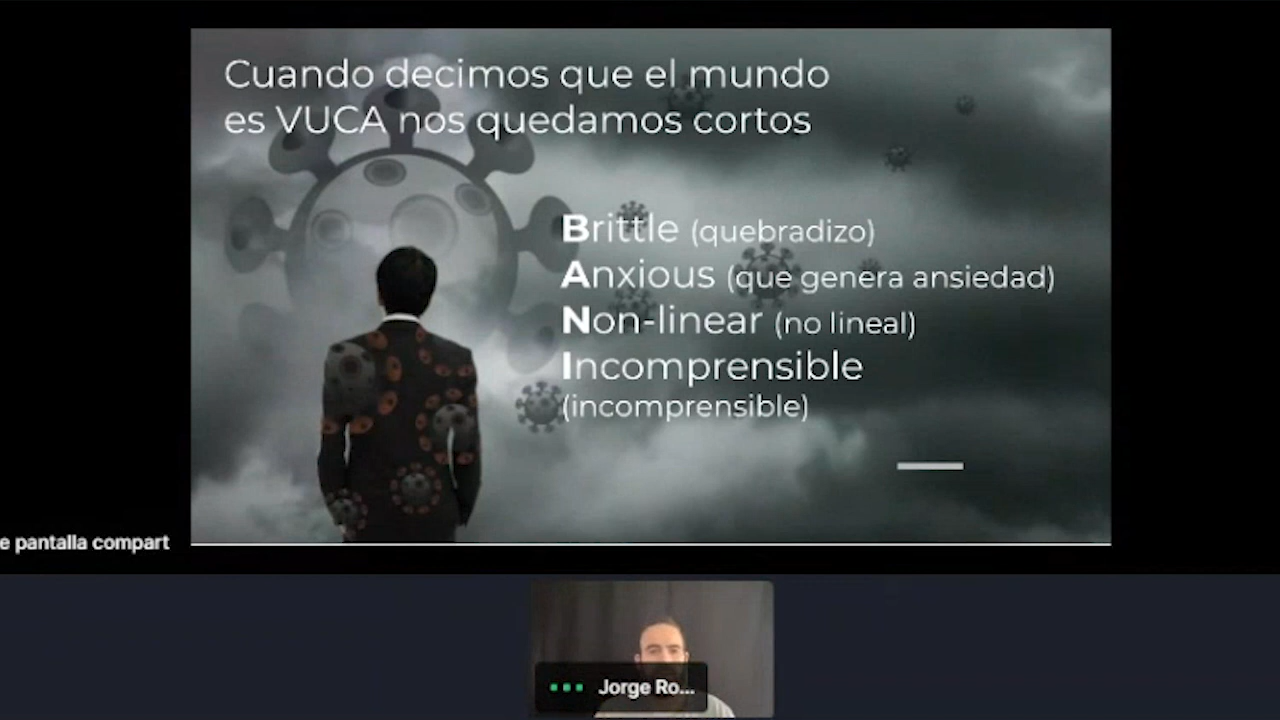 Cuando decimos que el mundo
es VUCA nos quedamos cortos
Brittle (quebradizo)
Anxious (que genera ansiedad)
Non-linear (no lineal)
Incomprensible
(incomprensible)
e pantalla compart
Jorge Ro...